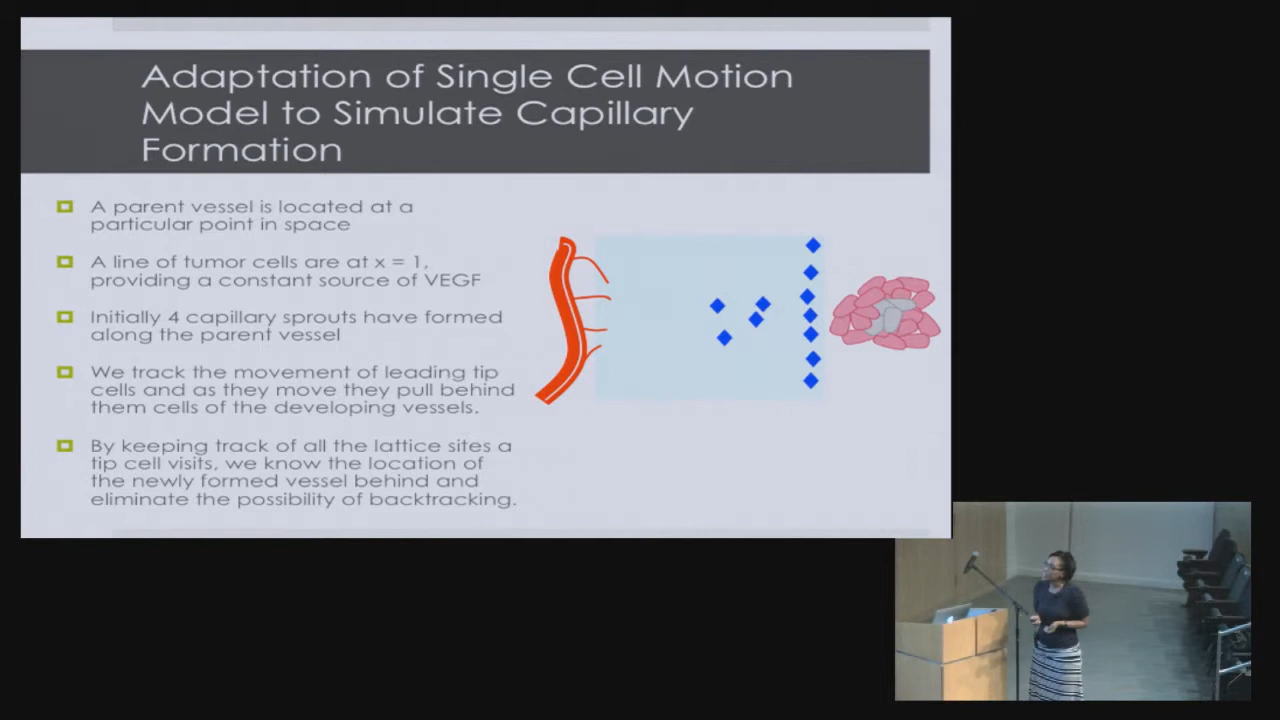 Adaptation of Single Cell Motion
Model to Simulate Capillary
Formation
A parent vessel is located at a
particular point in space
A line of tumor cells are at x = 1,
providing a constant source of VEGF
Initially 4 capillary sprouts have formed
along the parent vessel
We track the movement of leading tip
cells and as they move they pull behind
them cells of the developing vessels.
By keeping track of all the lattice sites a
tip cell visits, we know the location of
the newly formed vessel behind and
eliminate the possibility of backtracking.